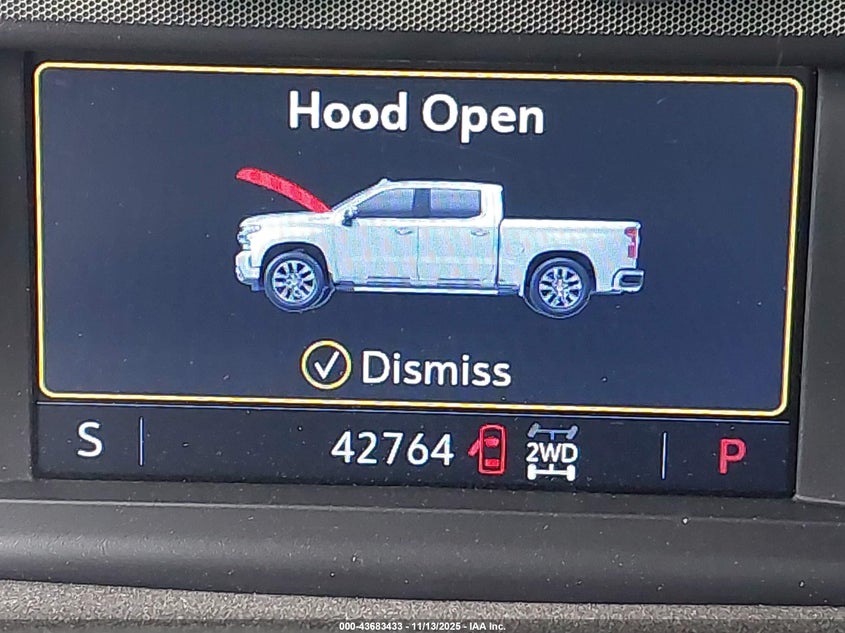 Hood Open
Dismiss
S
42764
2WD
P
000-43683433 - 11/13/2025 - IAA Inc.